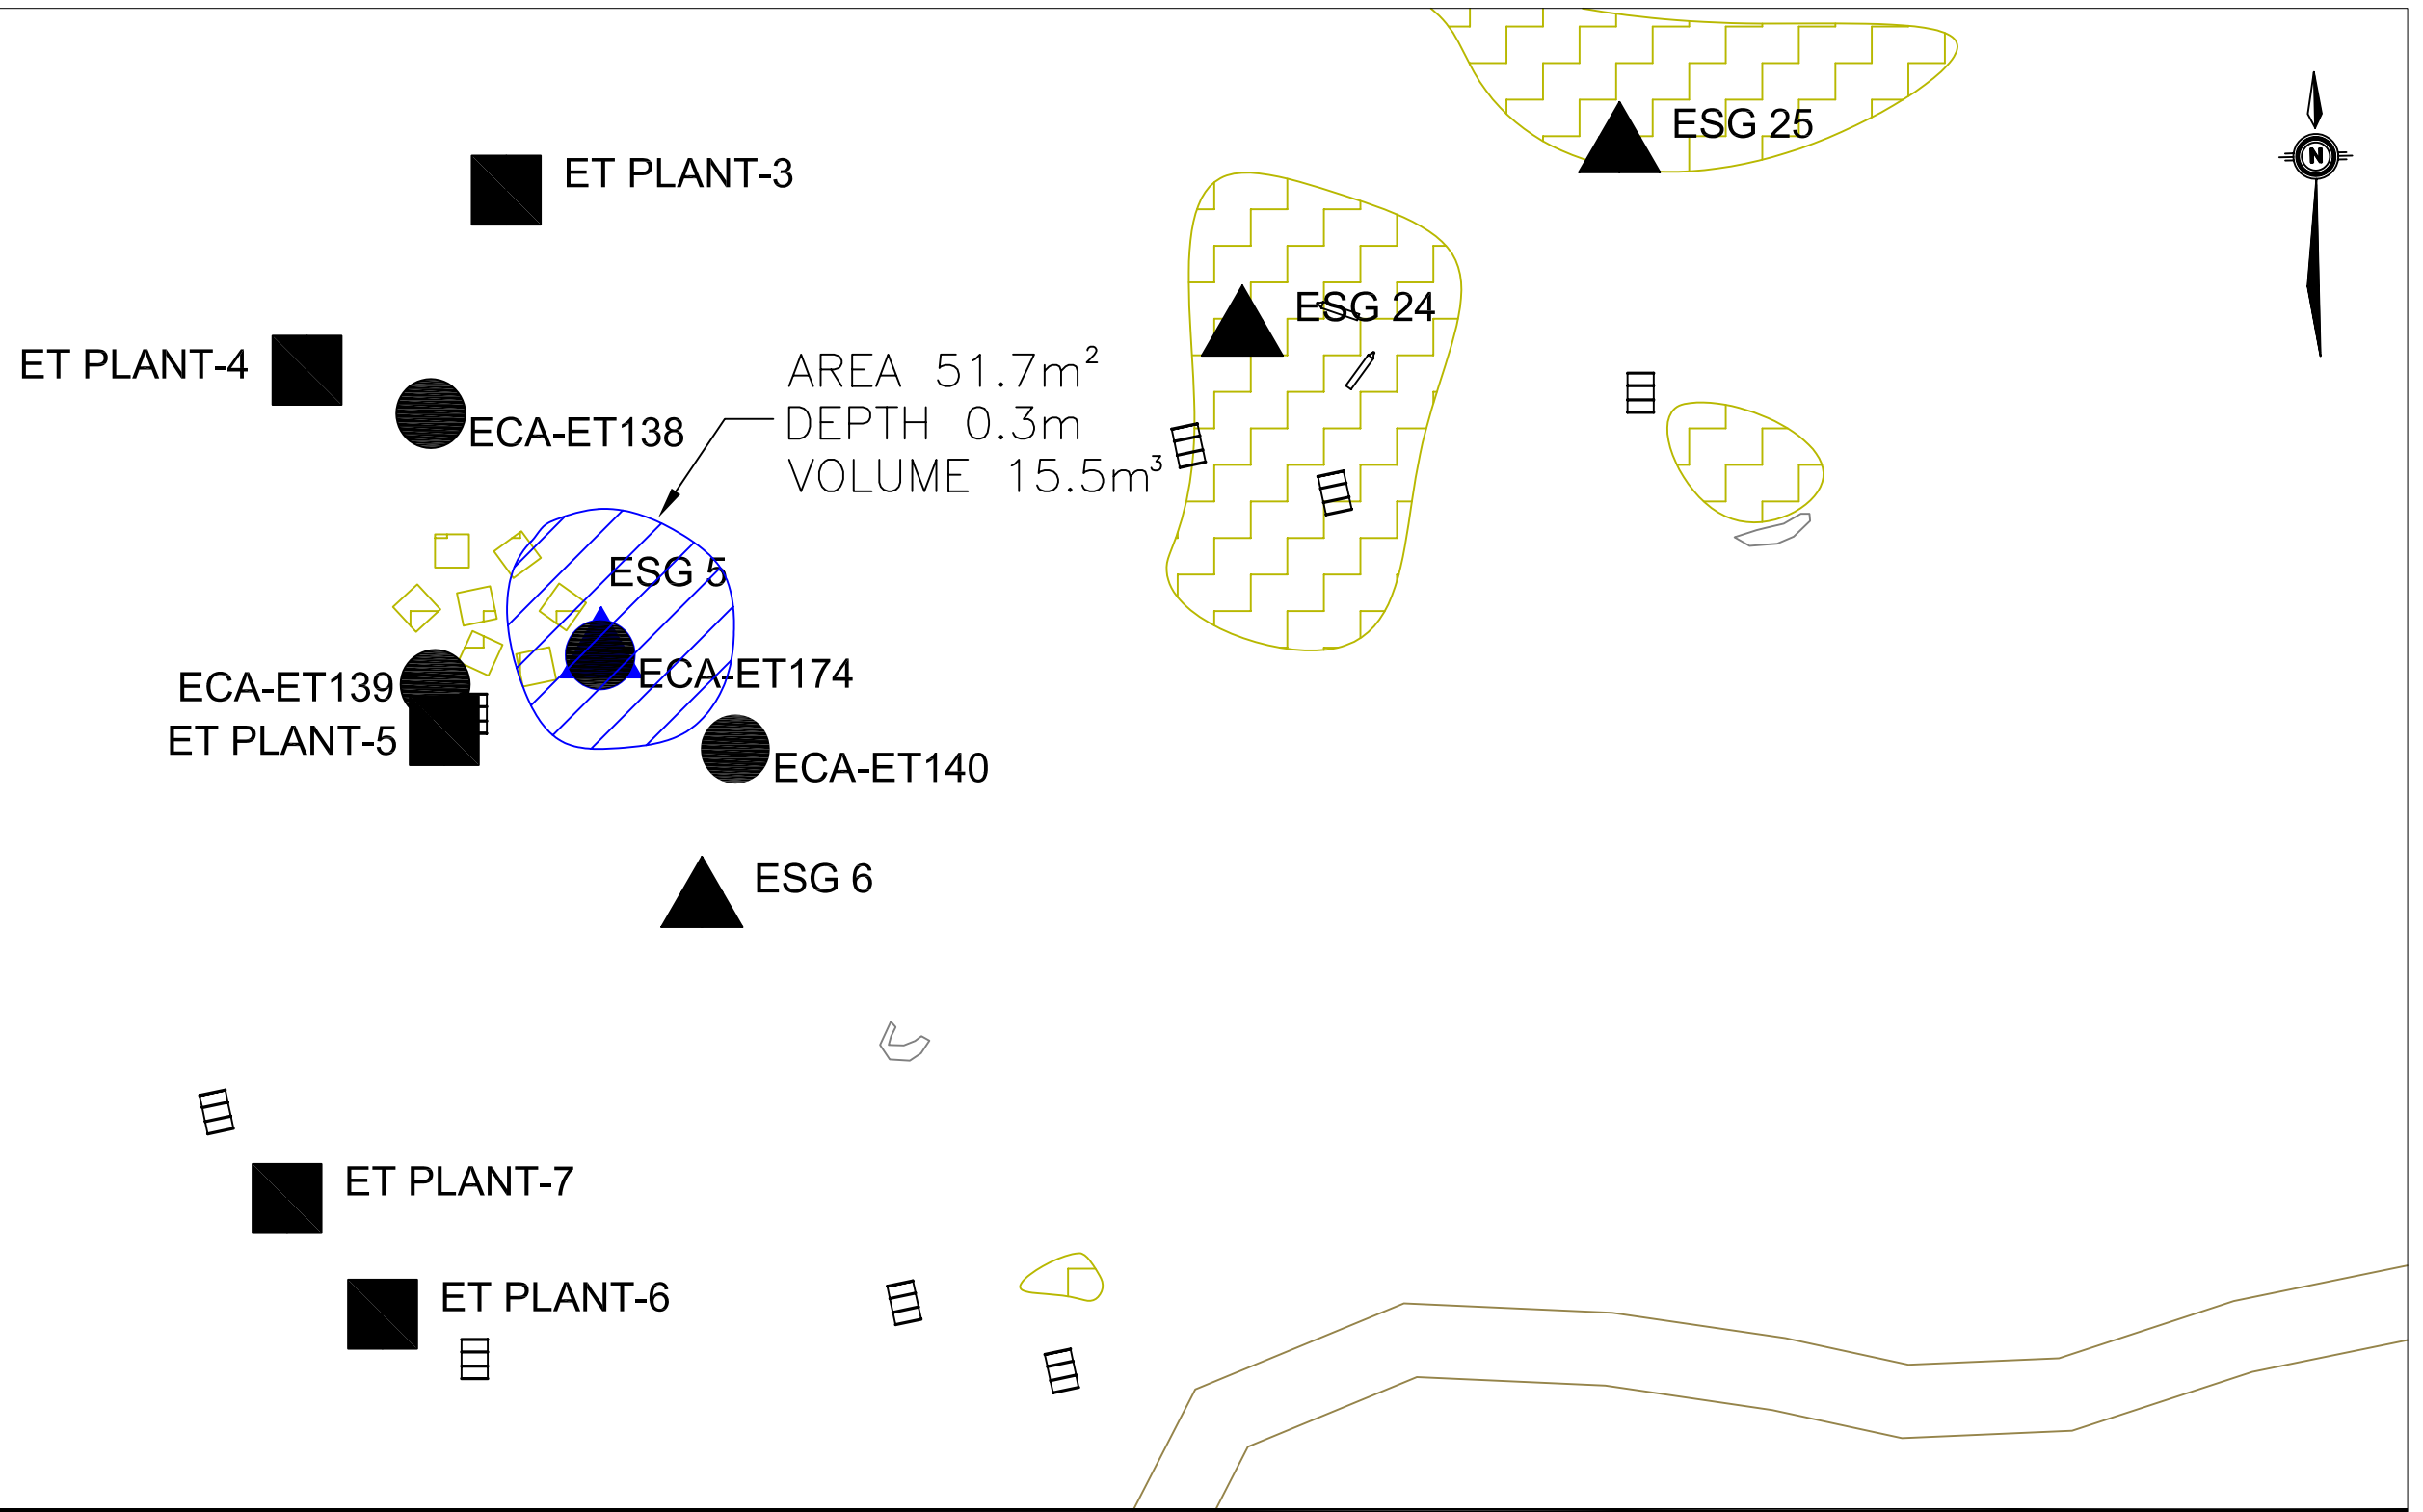 ESG 25
N
ET PLANT-3
ESG 24
ET PLANT-4
AREA 51.7m²
DEPTH 0.3m
VOLUME 15.5m³
ECA-ET138
ESG 5
ECA-ET174
ECA-ET139
ET PLANT-5
ECA-ET140
ESG 6
ET PLANT-7
ET PLANT-6